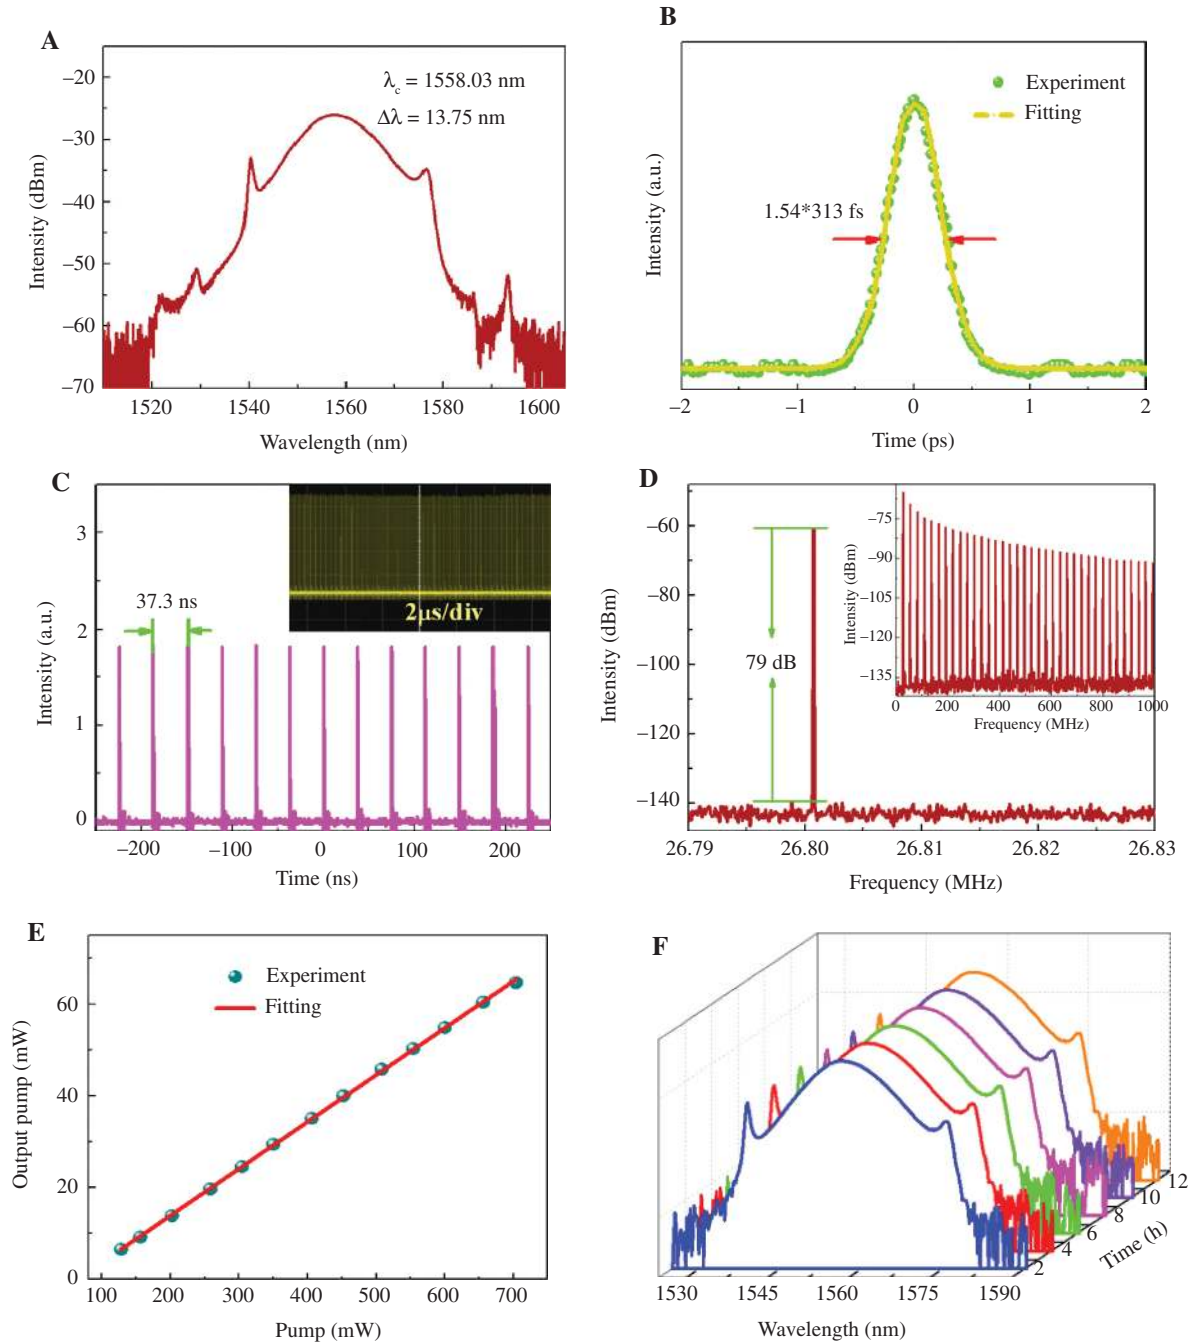 A
λc = 1558.03 nm
Δλ = 13.75 nm
−20
−30
−40
−50
−60
−70
Intensity (dBm)
1520
1540
1560
1580
1600
Wavelength (nm)
B
Experiment
Fitting
1.54*313 fs
Intensity (a.u.)
−2
−1
0
1
2
Time (ps)
C
3
2
1
0
Intensity (a.u.)
37.3 ns
2μs/div
−200
−100
0
100
200
Time (ns)
D
−60
−80
−100
−120
−140
Intensity (dBm)
79 dB
−75
−90
−105
−120
−135
Intensity (dBm)
0
200
400
600
800
1000
Frequency (MHz)
26.79
26.80
26.81
26.82
26.83
Frequency (MHz)
E
Experiment
Fitting
60
40
20
0
Output pump (mW)
100
200
300
400
500
600
700
Pump (mW)
F
1530
1545
1560
1575
1590
Wavelength (nm)
2
4
6
8
10
12
Time (h)